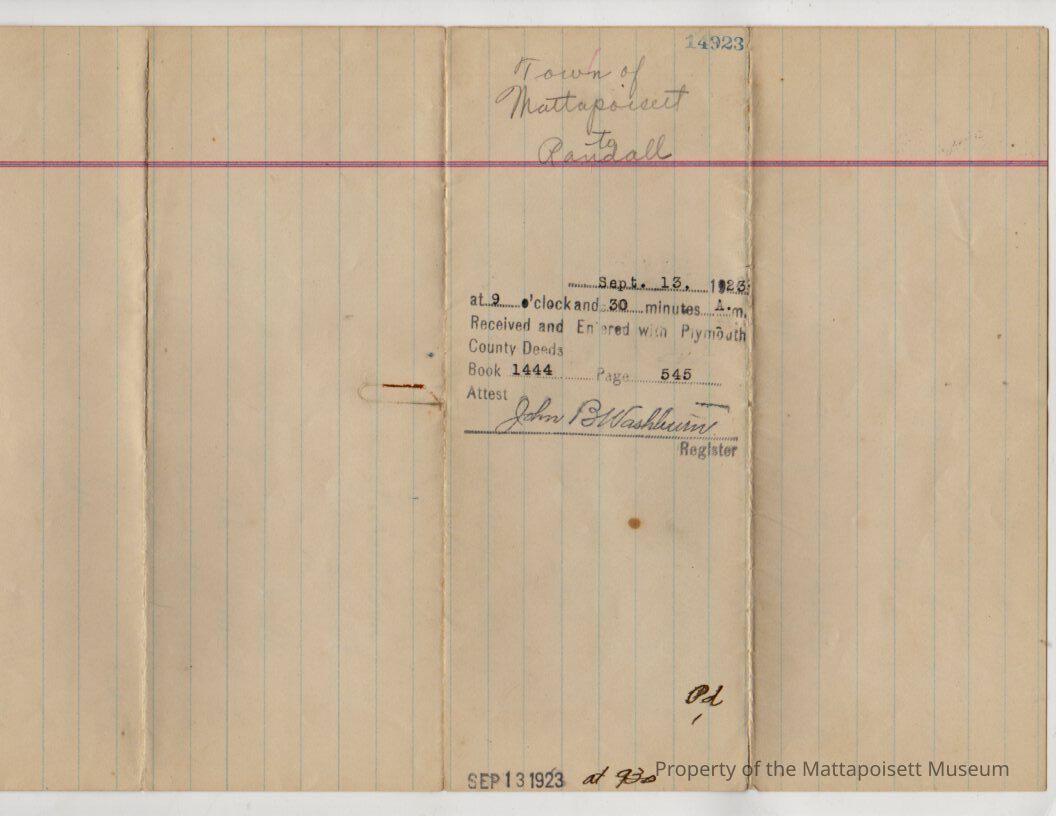 14923
Town of
Mattapoisett
to
Randall
Sept. 13, 1923
at 9 o'clock and 30 minutes A.m.
Received and Entered with Plymouth
County Deeds
Book 1444 Page 545
Attest
John B Washburn
Register
Pd
SEP 13 1923 at 930
Property of the Mattapoisett Museum